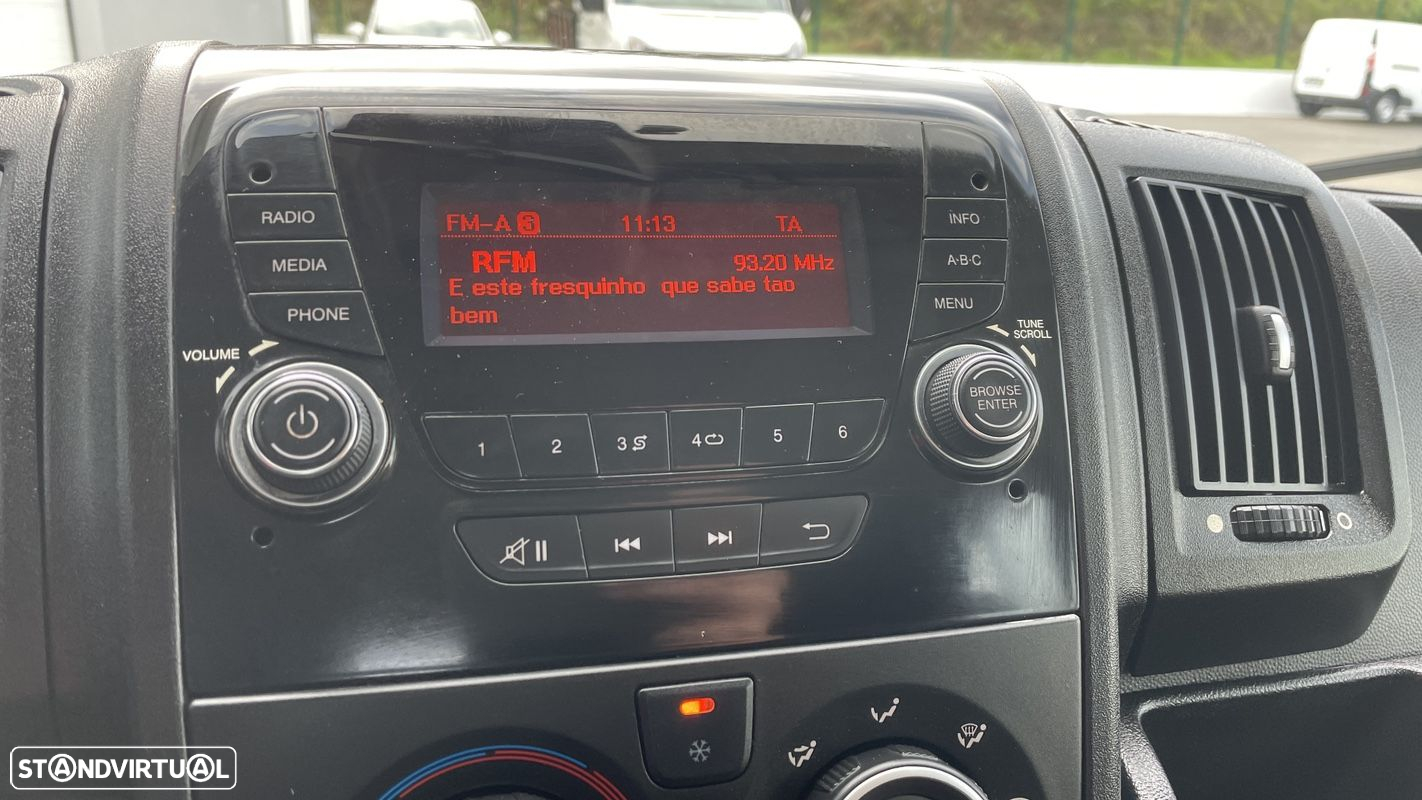 RADIO
MEDIA
PHONE
VOLUME
FM-A 3 11:13 TA
RFM 93.20 MHz
E este fresquinho que sabe tao
bem
INFO
A·B·C
MENU
TUNE
SCROLL
BROWSE
ENTER
1 2 3 4 5 6
STANDVIRTUAL